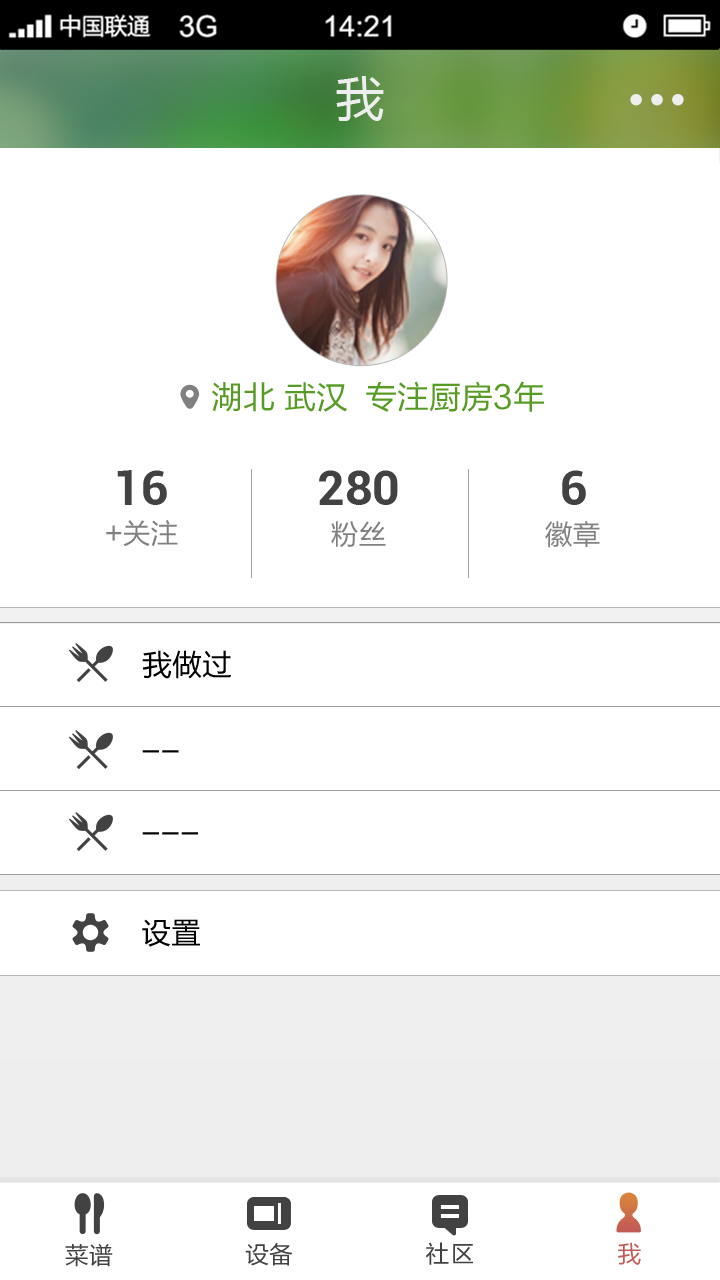 中国联通 3G 14:21
我
湖北 武汉 专注厨房3年
16 280 6
+关注 粉丝 徽章
我做过
--
---
设置
菜谱 设备 社区 我